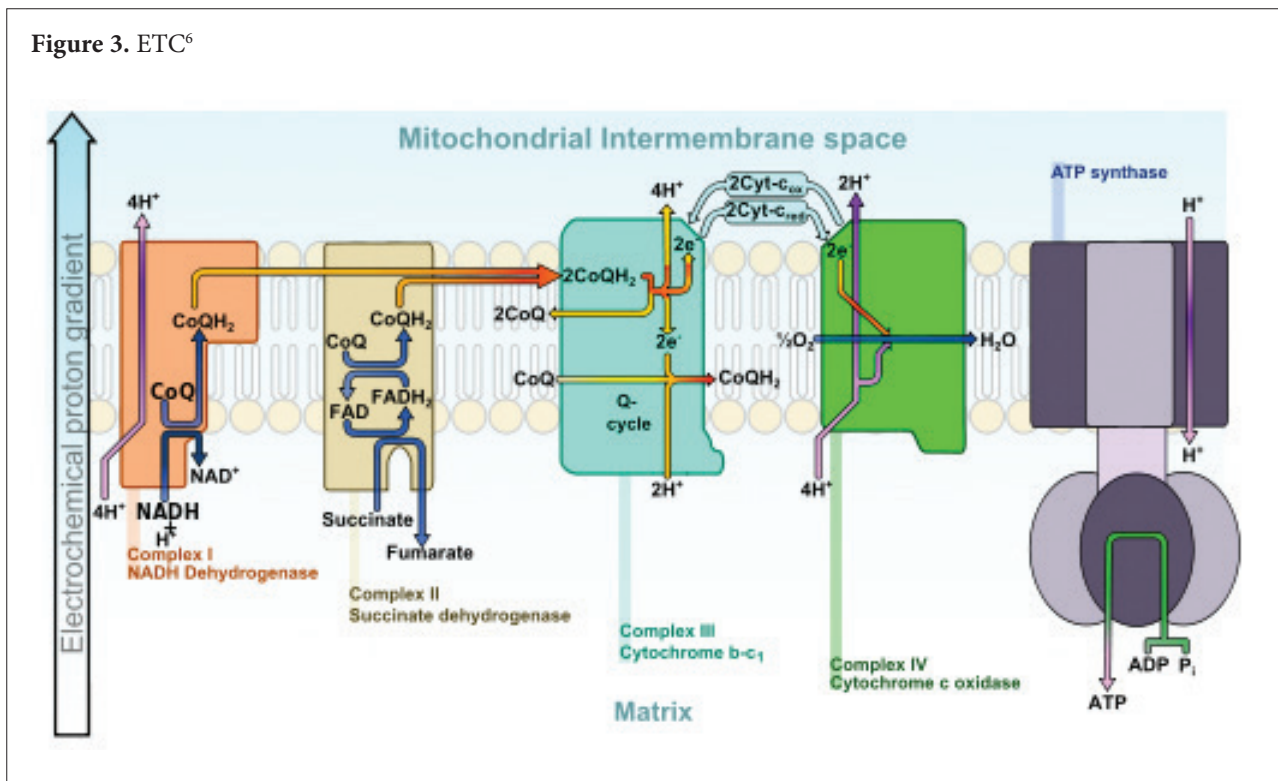 Figure 3. ETC⁶
Mitochondrial Intermembrane space
Electrochemical proton gradient
4H⁺
CoQH₂
CoQ
NAD⁺
4H⁺
NADH
+
H⁺
Complex I
NADH Dehydrogenase
CoQH₂
CoQ
FAD
FADH₂
Succinate
Fumarate
Complex II
Succinate dehydrogenase
4H⁺
2e⁻
2CoQH₂
2CoQ
2e⁻
CoQ
CoQH₂
Q-
cycle
2H⁺
Complex III
Cytochrome b-c₁
2Cyt-cₒₓ
2Cyt-c_red
2H⁺
2e⁻
½O₂
H₂O
4H⁺
Complex IV
Cytochrome c oxidase
ATP synthase
H⁺
H⁺
ADP
Pᵢ
ATP
Matrix